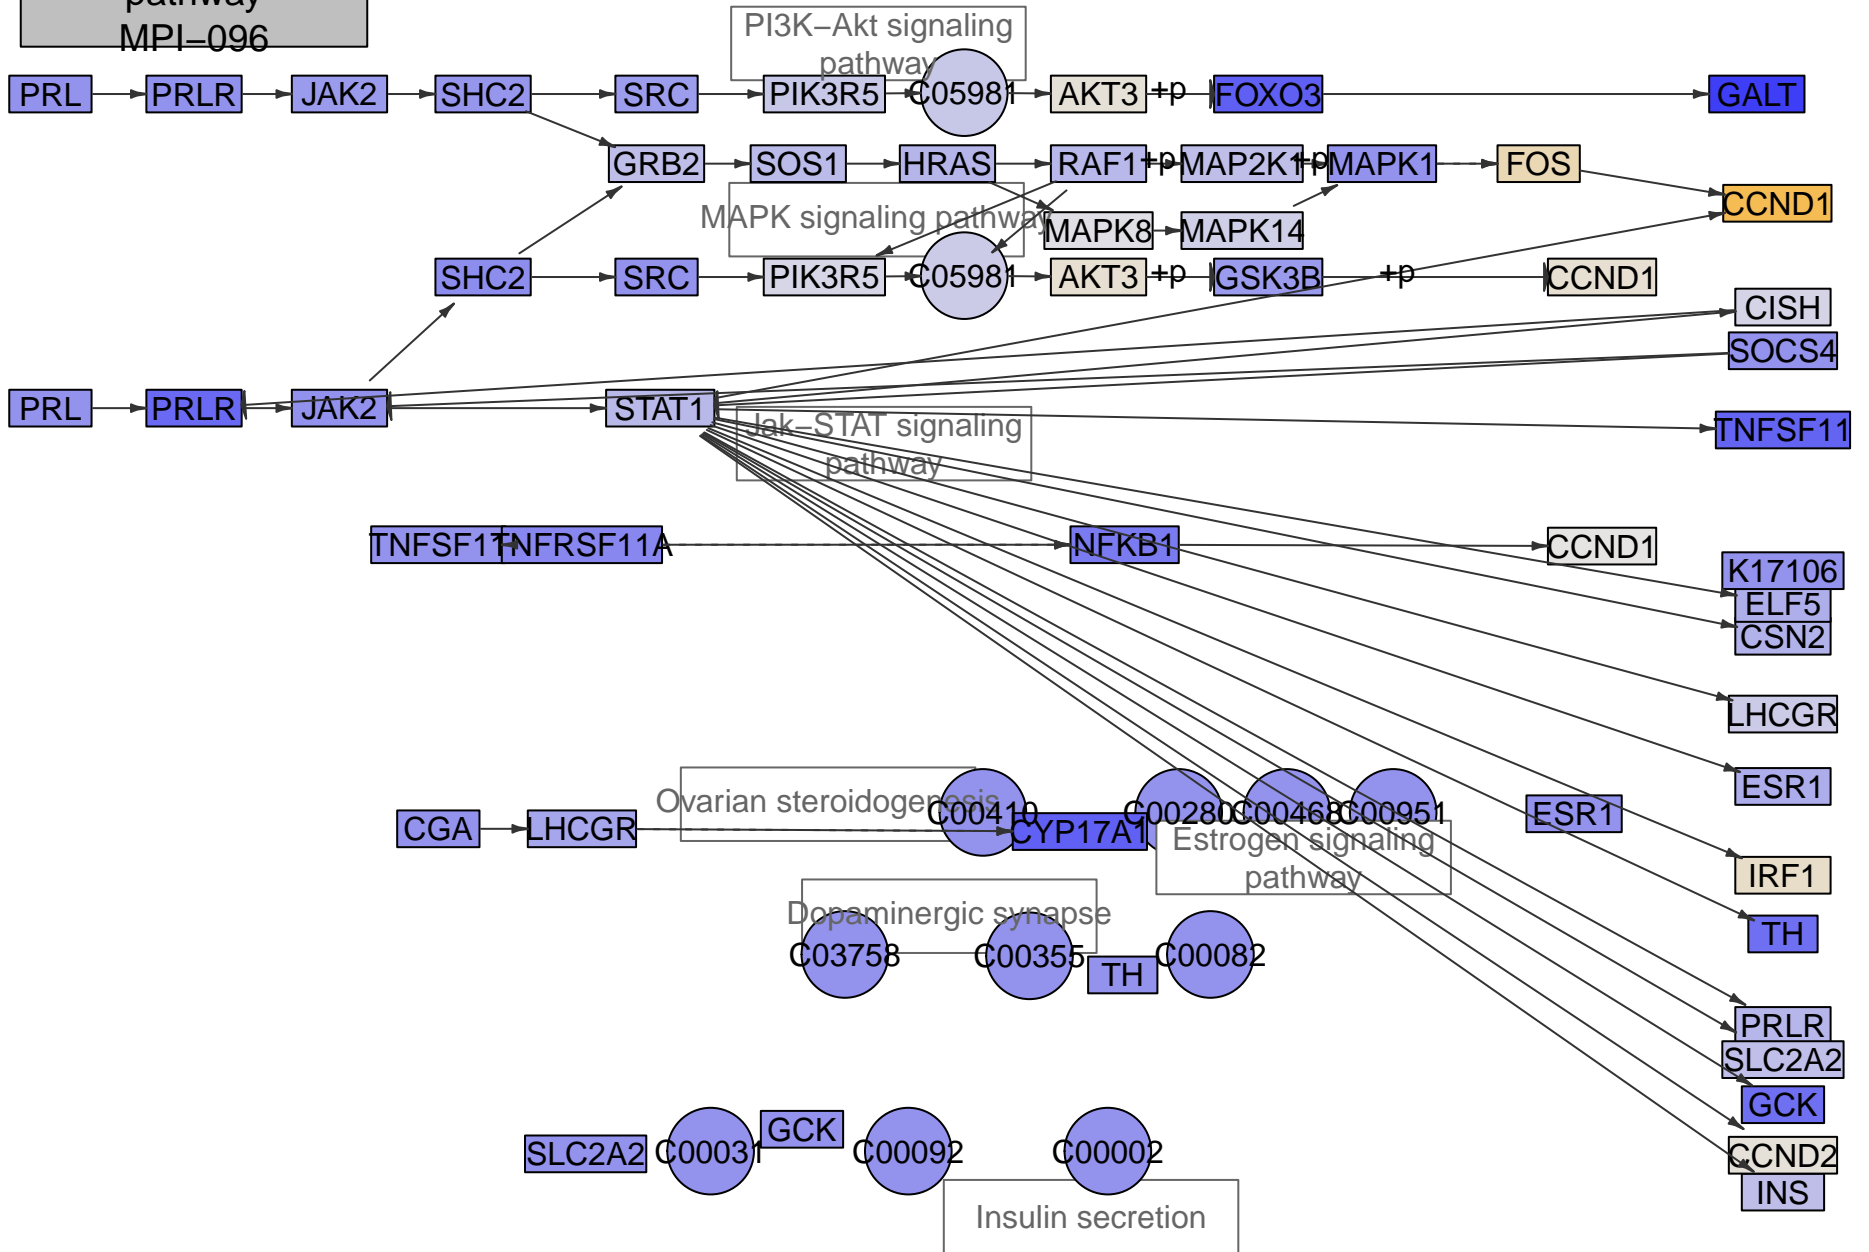 pathway
MPI−096
PI3K−Akt signaling
pathway
PRL
PRLR
JAK2
SHC2
SRC
PIK3R5
C05981
AKT3
+p
FOXO3
GALT
GRB2
SOS1
HRAS
RAF1
+p
MAP2K1
+p
MAPK1
FOS
CCND1
MAPK signaling pathway
MAPK8
MAPK14
SHC2
SRC
PIK3R5
C05981
AKT3
+p
GSK3B
+p
CCND1
CISH
SOCS4
PRL
PRLR
JAK2
STAT1
Jak−STAT signaling
pathway
TNFSF11
TNFSF11
TNFRSF11A
NFKB1
CCND1
K17106
ELF5
CSN2
LHCGR
ESR1
Ovarian steroidogenesis
C00410
C00280
C00468
C00951
ESR1
CGA
LHCGR
CYP17A1
Estrogen signaling
pathway
IRF1
Dopaminergic synapse
TH
C03758
C00355
TH
C00082
PRLR
SLC2A2
GCK
GCK
SLC2A2
C00031
C00092
C00002
CCND2
INS
Insulin secretion